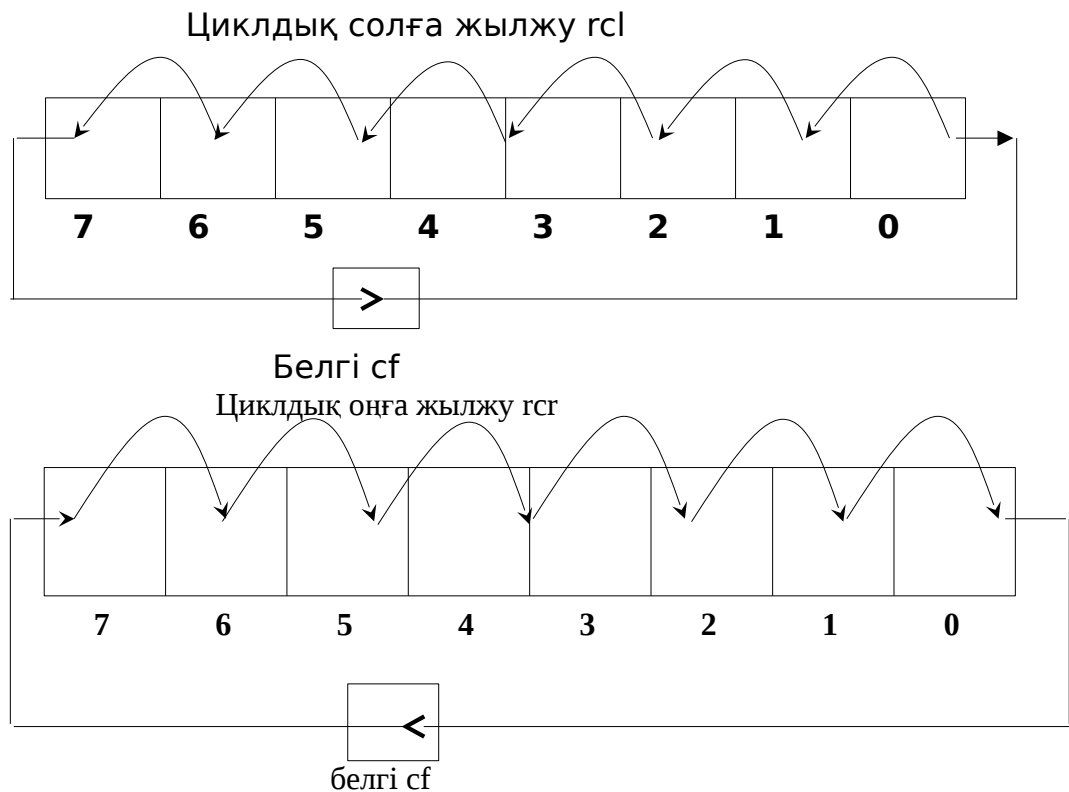 Циклдық солға жылжу rcl
7 6 5 4 3 2 1 0
>
Белгі cf
Циклдық оңға жылжу rcr
7 6 5 4 3 2 1 0
<
белгі cf